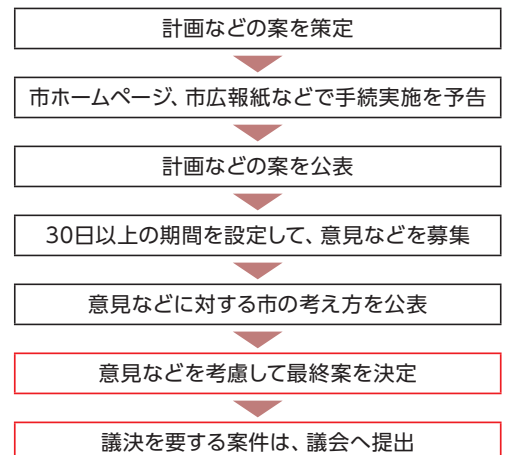 計画などの案を策定
市ホームページ、市広報紙などで手続実施を予告
計画などの案を公表
30日以上の期間を設定して、意見などを募集
意見などに対する市の考え方を公表
意見などを考慮して最終案を決定
議決を要する案件は、議会へ提出